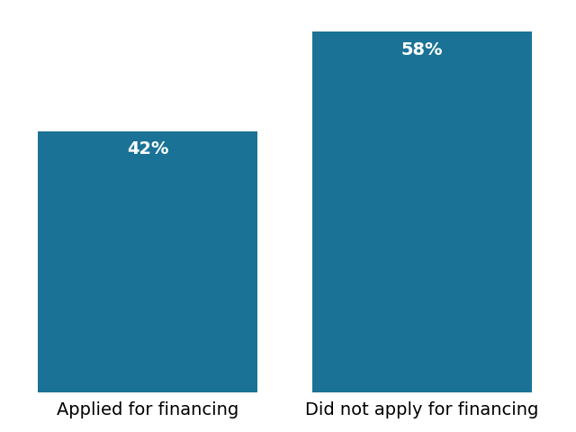 58%
42%
Applied for financing
Did not apply for financing